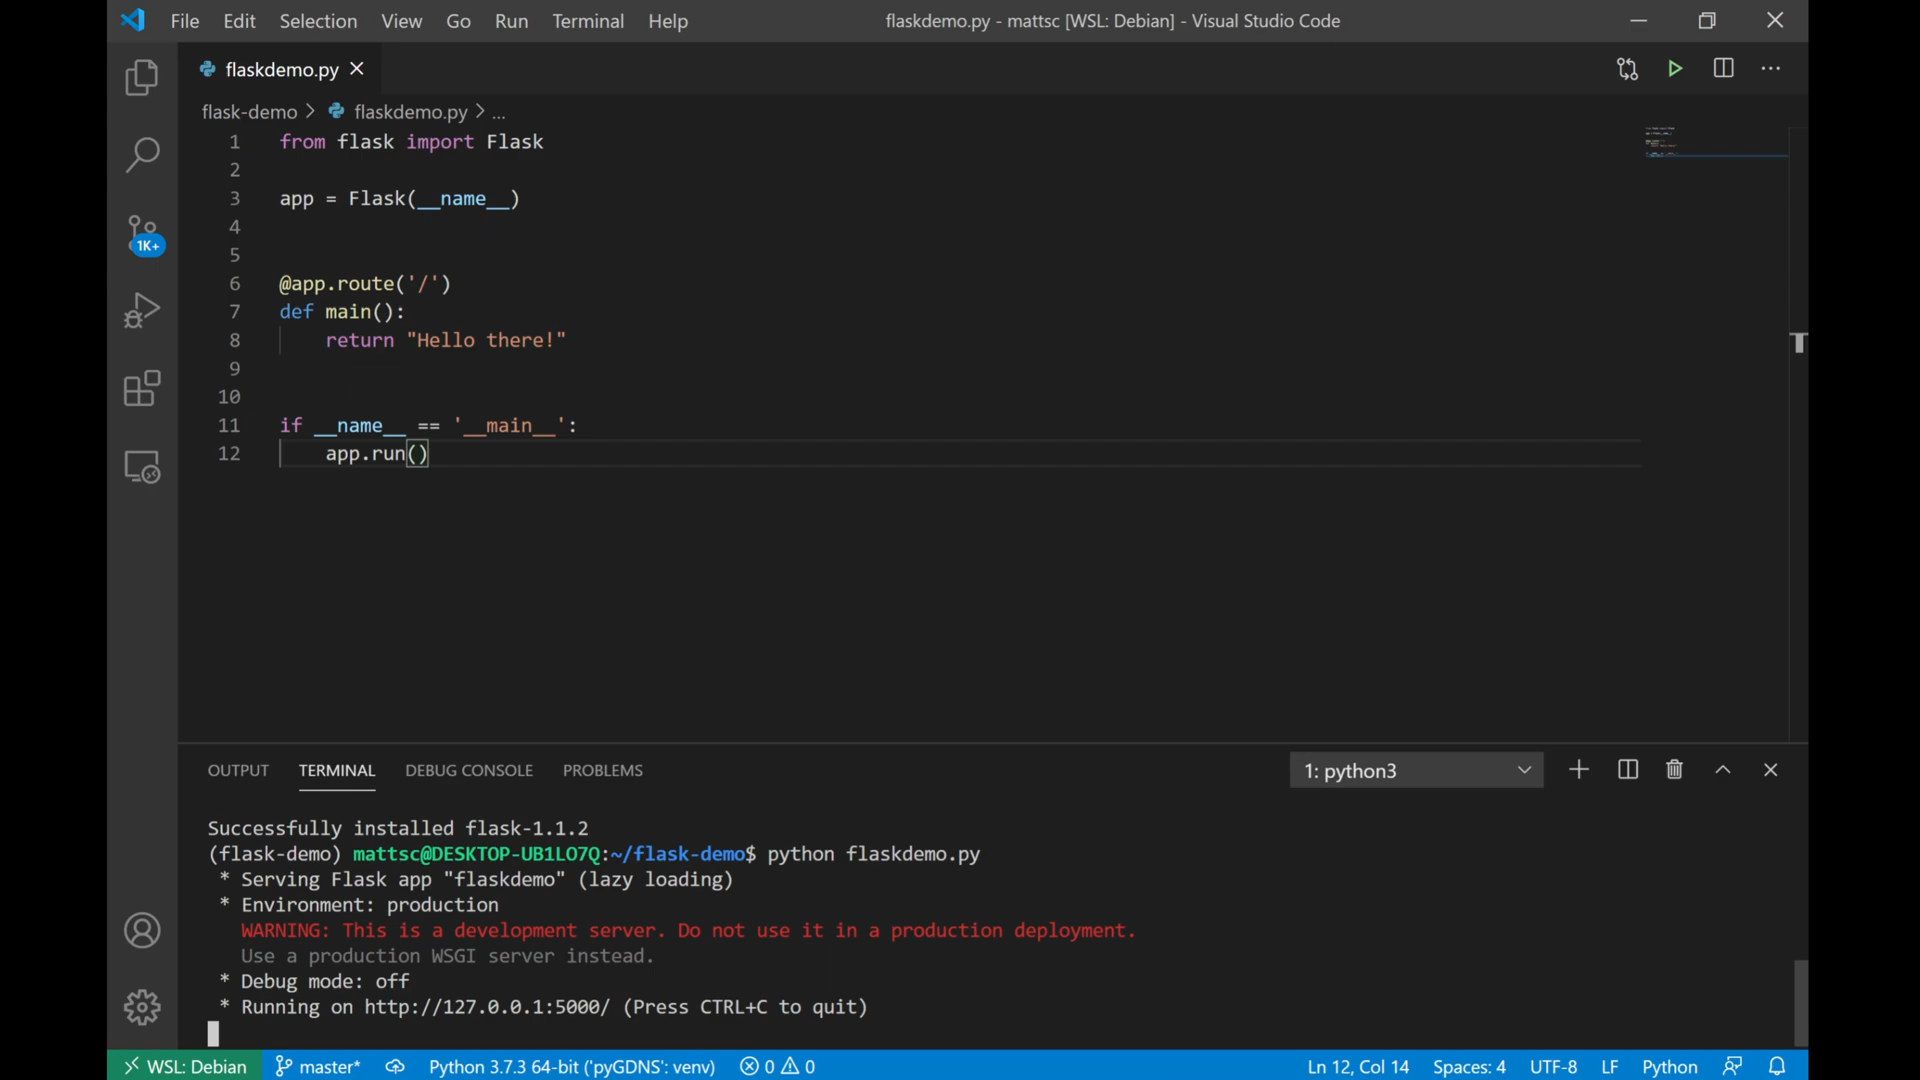 File Edit Selection View Go Run Terminal Help flaskdemo.py - mattsc [WSL: Debian] - Visual Studio Code
flaskdemo.py
flask-demo > flaskdemo.py > ...
1 from flask import Flask
2
3 app = Flask(__name__)
4
5
6 @app.route('/')
7 def main():
8     return "Hello there!"
9
10
11 if __name__ == '__main__':
12     app.run()
1K+
OUTPUT TERMINAL DEBUG CONSOLE PROBLEMS 1: python3
Successfully installed flask-1.1.2
(flask-demo) mattsc@DESKTOP-UB1LO7Q:~/flask-demo$ python flaskdemo.py
 * Serving Flask app "flaskdemo" (lazy loading)
 * Environment: production
   WARNING: This is a development server. Do not use it in a production deployment.
   Use a production WSGI server instead.
 * Debug mode: off
 * Running on http://127.0.0.1:5000/ (Press CTRL+C to quit)
WSL: Debian master* Python 3.7.3 64-bit ('pyGDNS': venv) 0 0 Ln 12, Col 14 Spaces: 4 UTF-8 LF Python